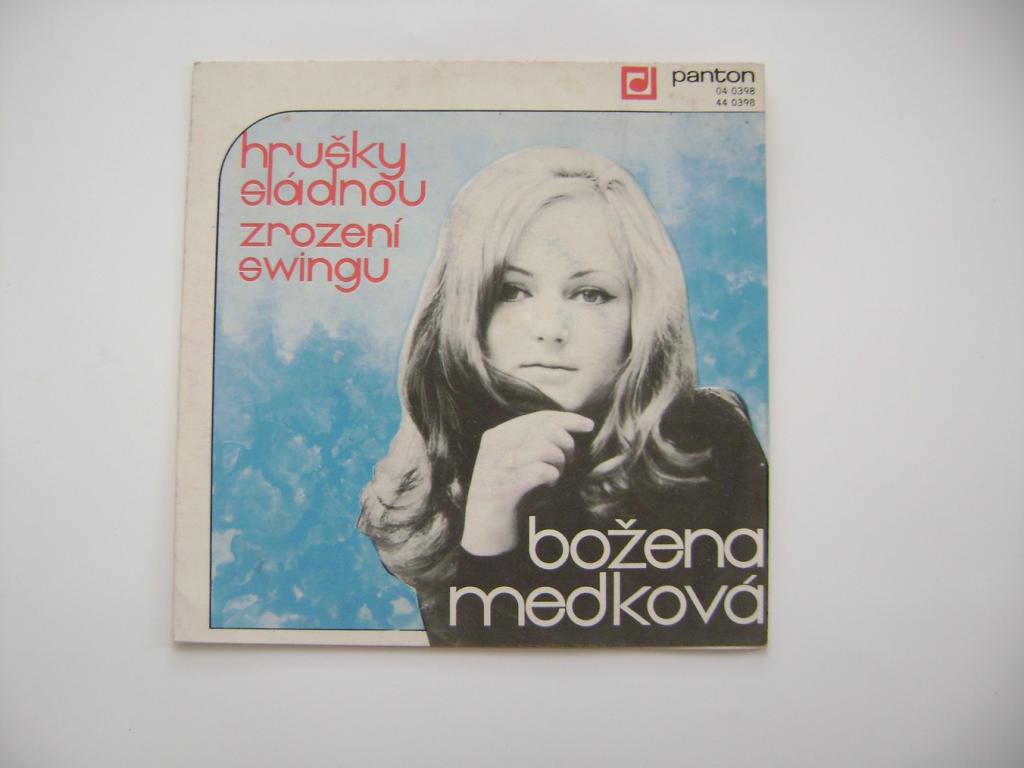 panton
04 0398
44 0398
hrušky
sládnou
zrození
swingu
božena
medková